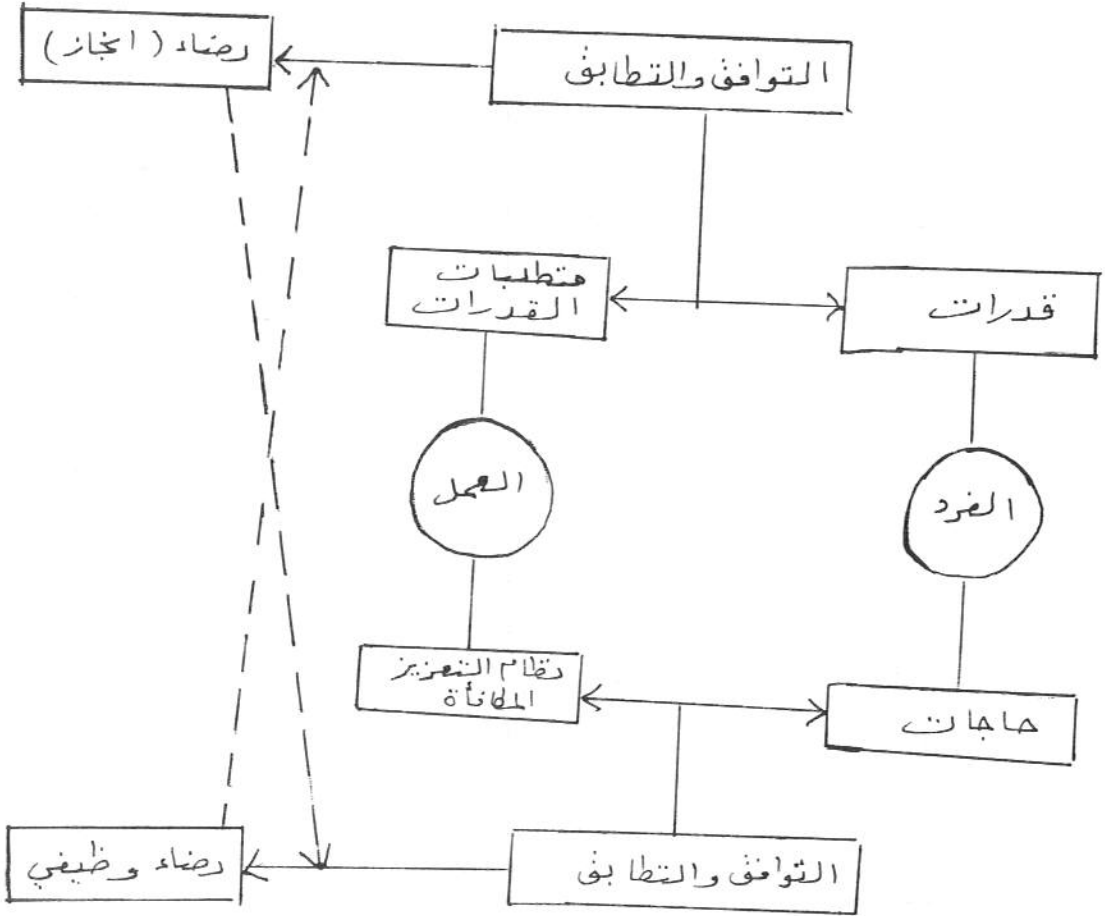 التوافق والتطابق
رضاء (انجاز)
قدرات
متطلبات
القدرات
الفرد
العمل
حاجات
نظام التعزيز
المكافأة
التوافق والتطابق
رضاء وظيفي